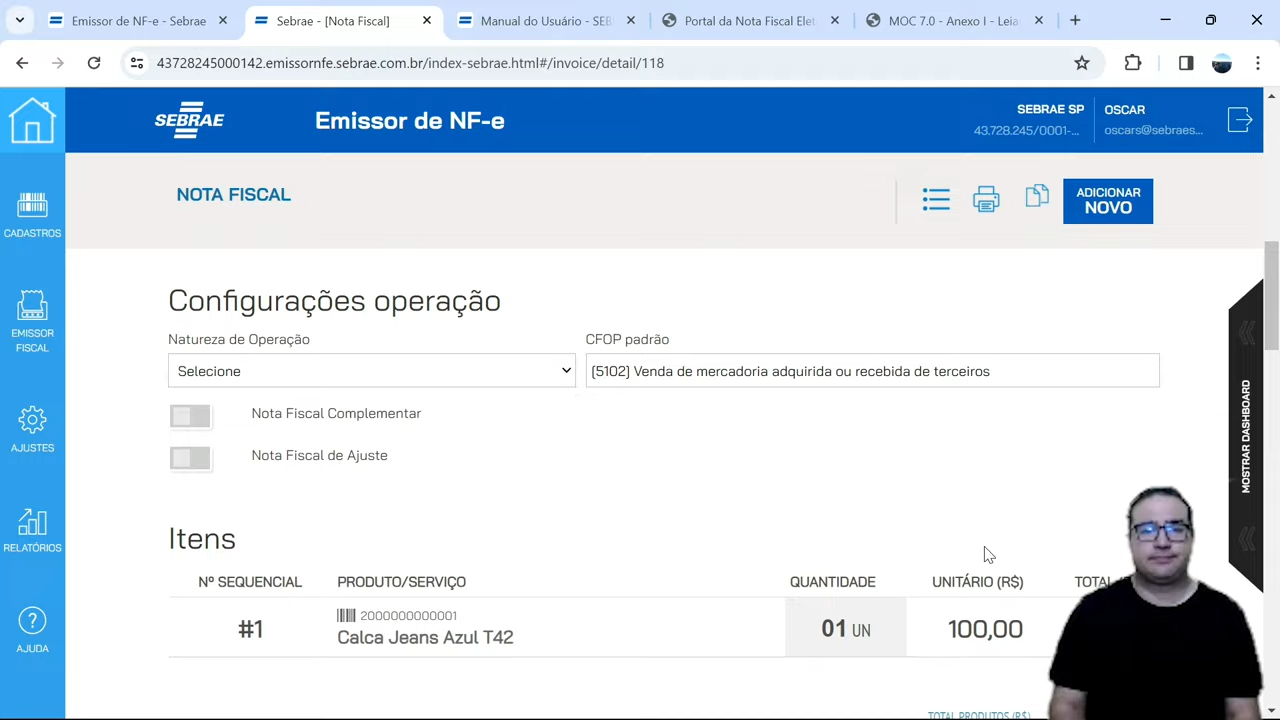 Emissor de NF-e - Sebrae
Sebrae - [Nota Fiscal]
Manual do Usuário - SEB
Portal da Nota Fiscal Ele
MOC 7.0 - Anexo I - Leia
43728245000142.emissornfe.sebrae.com.br/index-sebrae.html#/invoice/detail/118
SEBRAE
Emissor de NF-e
SEBRAE SP
43.728.245/0001-...
OSCAR
oscars@sebraes...
CADASTROS
EMISSOR
FISCAL
AJUSTES
RELATÓRIOS
AJUDA
NOTA FISCAL
ADICIONAR
NOVO
Configurações operação
Natureza de Operação
CFOP padrão
Selecione
[5102] Venda de mercadoria adquirida ou recebida de terceiros
Nota Fiscal Complementar
Nota Fiscal de Ajuste
MOSTRAR DASHBOARD
Itens
Nº SEQUENCIAL PRODUTO/SERVIÇO QUANTIDADE UNITÁRIO (R$)
2000000000001
#1 Calca Jeans Azul T42 01 UN 100,00
TOTAL PRODUTOS (R$)